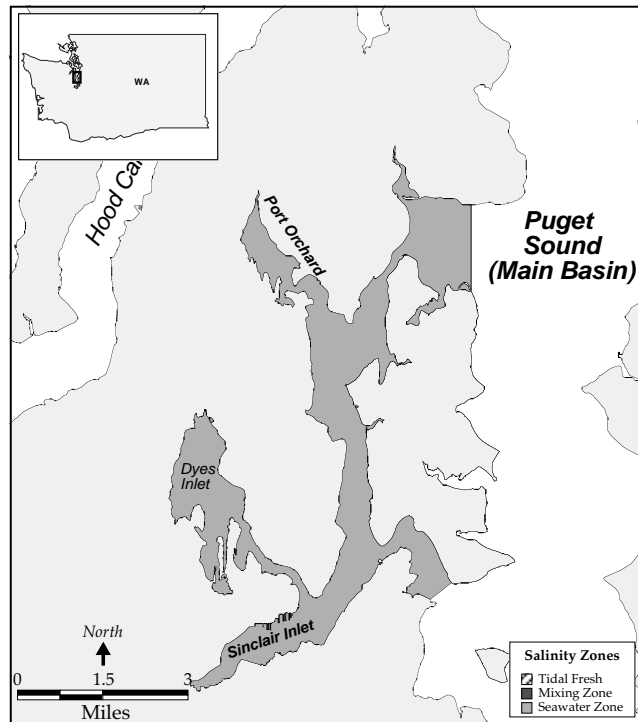 WA
Hood Can
Port Orchard
Puget
Sound
(Main Basin)
Dyes
Inlet
Sinclair Inlet
North
0 1.5 3
Miles
Salinity Zones
Tidal Fresh
Mixing Zone
Seawater Zone